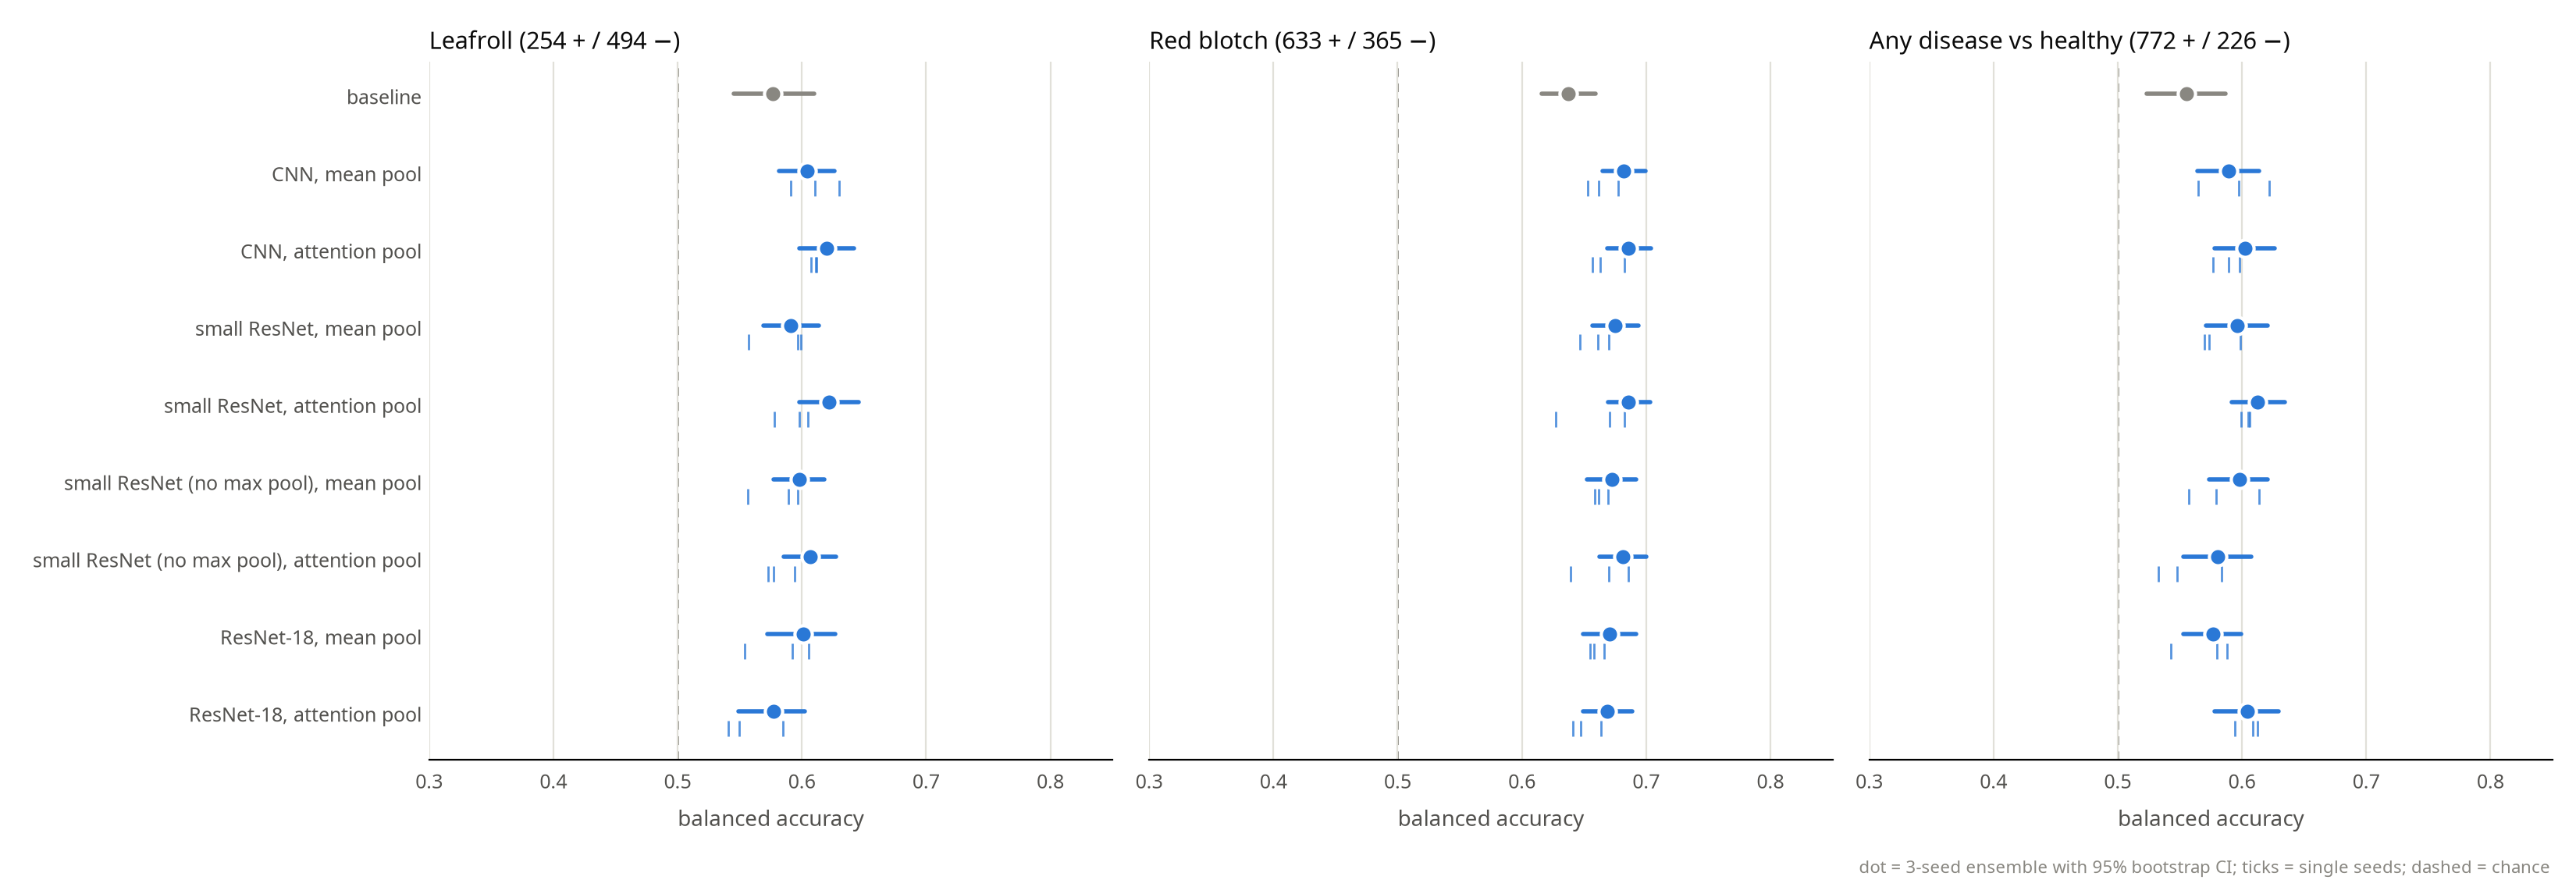 Leafroll (254 + / 494 −)
Red blotch (633 + / 365 −)
Any disease vs healthy (772 + / 226 −)
baseline
CNN, mean pool
CNN, attention pool
small ResNet, mean pool
small ResNet, attention pool
small ResNet (no max pool), mean pool
small ResNet (no max pool), attention pool
ResNet-18, mean pool
ResNet-18, attention pool
0.3 0.4 0.5 0.6 0.7 0.8
0.3 0.4 0.5 0.6 0.7 0.8
0.3 0.4 0.5 0.6 0.7 0.8
balanced accuracy
balanced accuracy
balanced accuracy
dot = 3-seed ensemble with 95% bootstrap CI; ticks = single seeds; dashed = chance